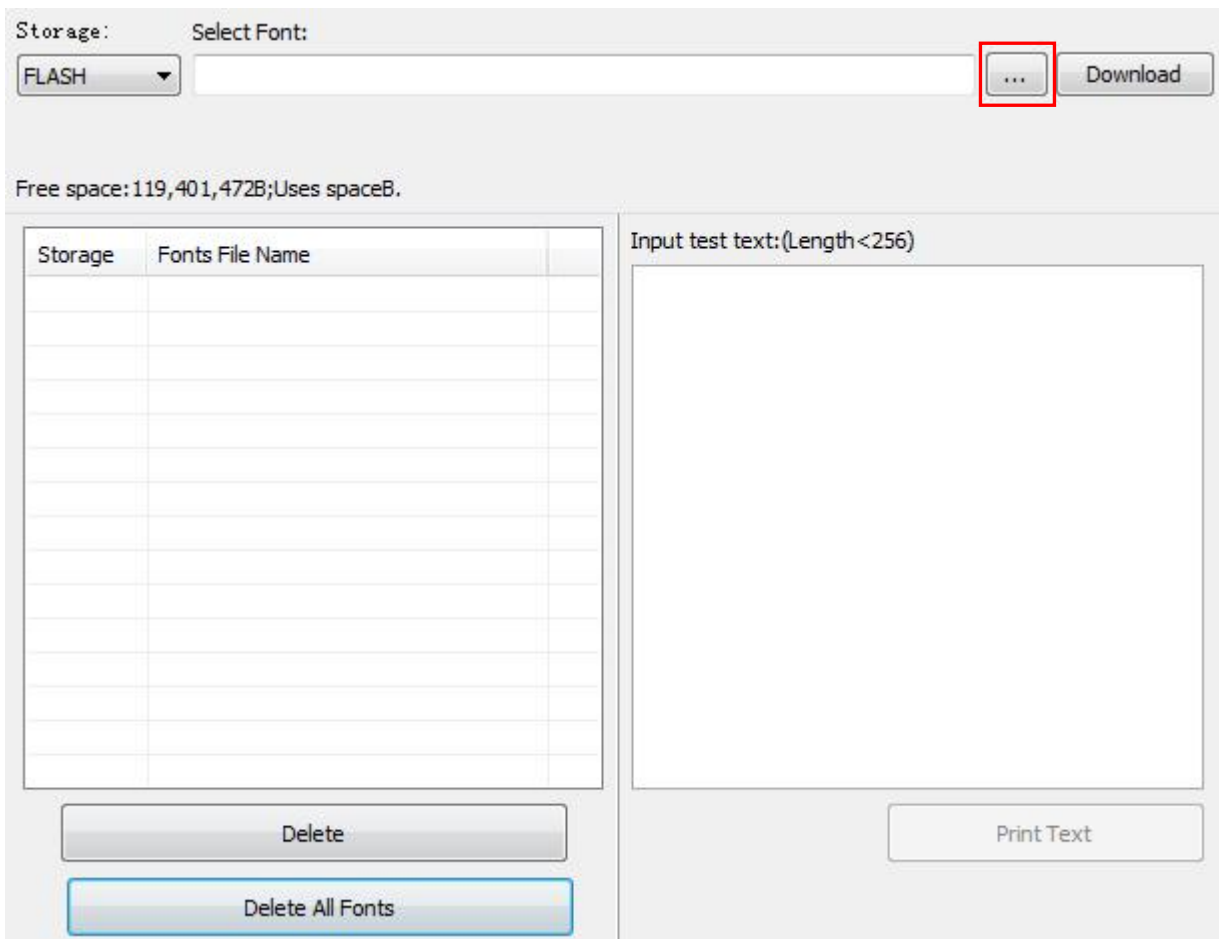 Storage: Select Font:
FLASH ... Download
Free space:119,401,472B;Uses spaceB.
Storage Fonts File Name
Input test text:(Length<256)
Delete
Print Text
Delete All Fonts